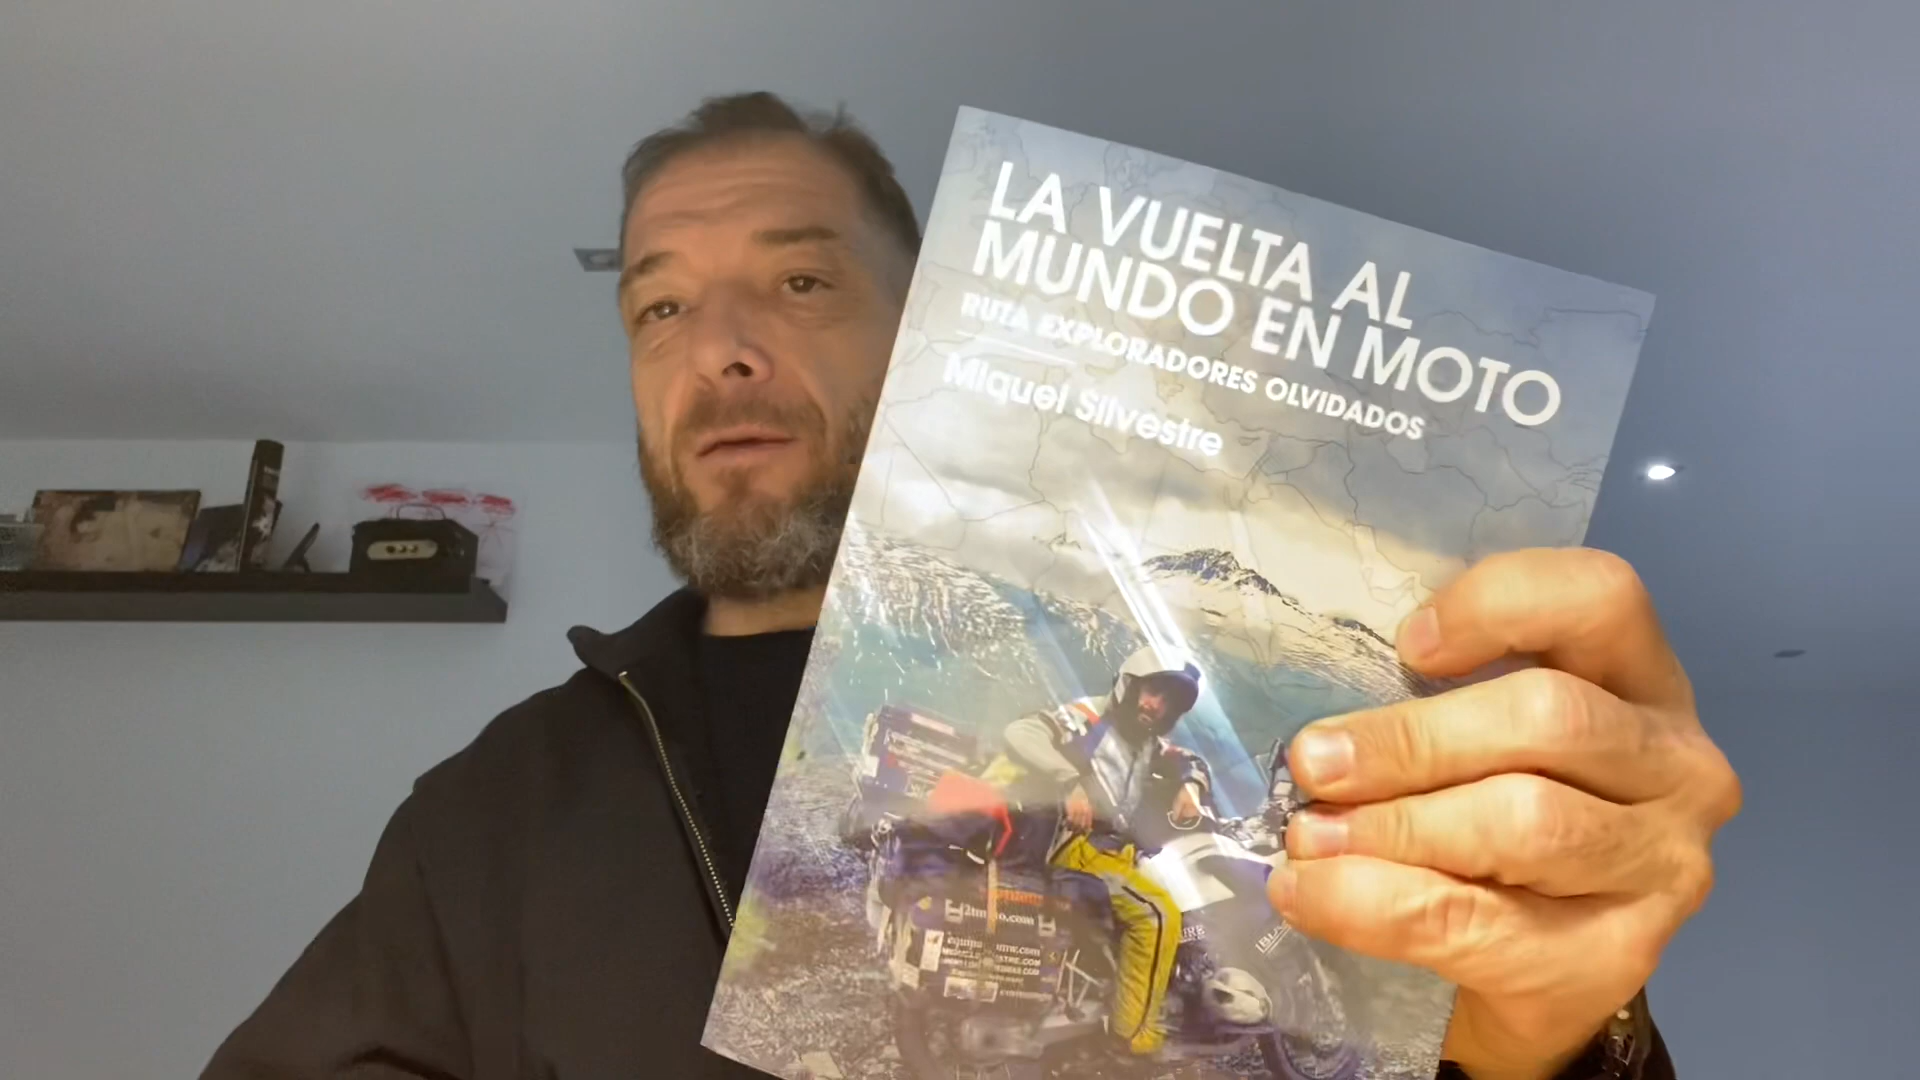 LA VUELTA AL
MUNDO EN MOTO
RUTA EXPLORADORES OLVIDADOS
Miquel Silvestre